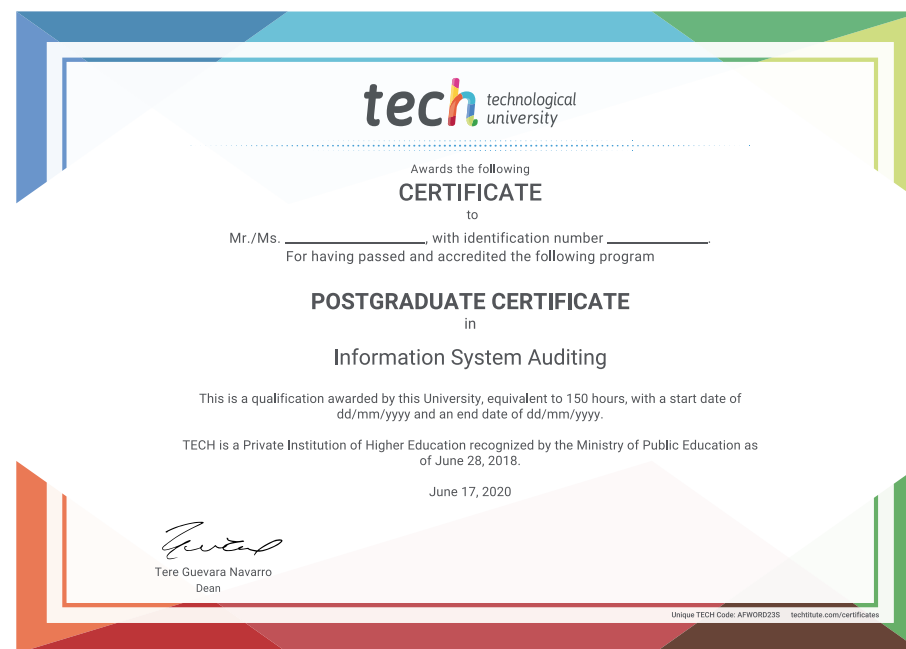 tech technological
university
Awards the following
CERTIFICATE
to
Mr./Ms. ____________________, with identification number ______________.
For having passed and accredited the following program
POSTGRADUATE CERTIFICATE
in
Information System Auditing
This is a qualification awarded by this University, equivalent to 150 hours, with a start date of
dd/mm/yyyy and an end date of dd/mm/yyyy.
TECH is a Private Institution of Higher Education recognized by the Ministry of Public Education as
of June 28, 2018.
June 17, 2020
Tere Guevara Navarro
Dean
Unique TECH Code: AFWORD23S techtitute.com/certificates